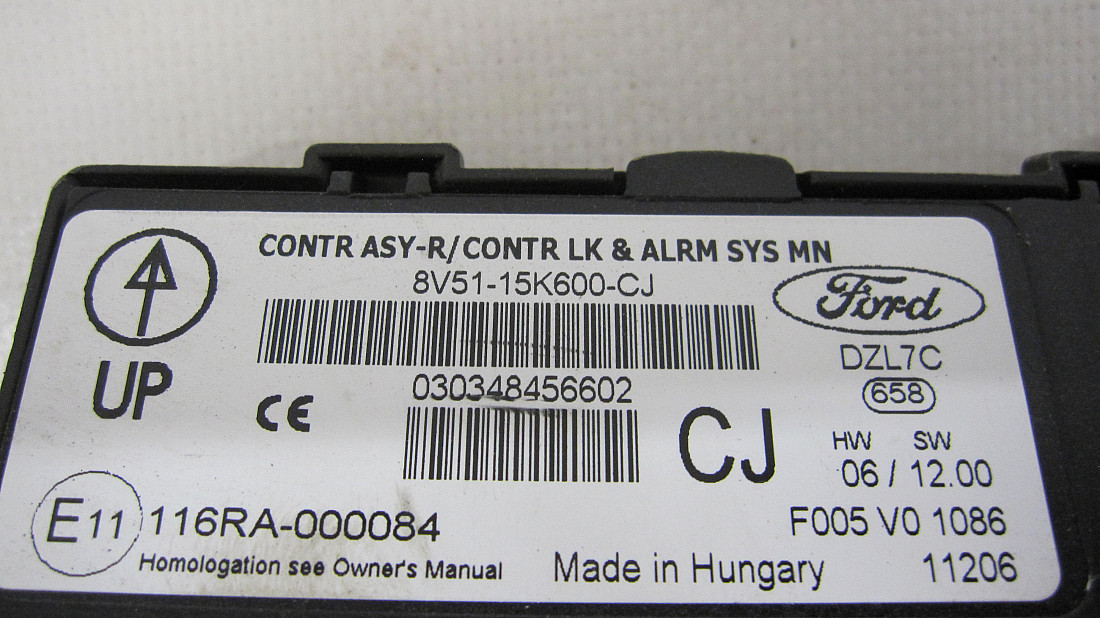 CONTR ASY-R/CONTR LK & ALRM SYS MN
8V51-15K600-CJ
Ford
UP
DZL7C
658
030348456602
CE
CJ
HW SW
06 / 12.00
E11 116RA-000084
F005 V0 1086
Homologation see Owner's Manual
Made in Hungary
11206